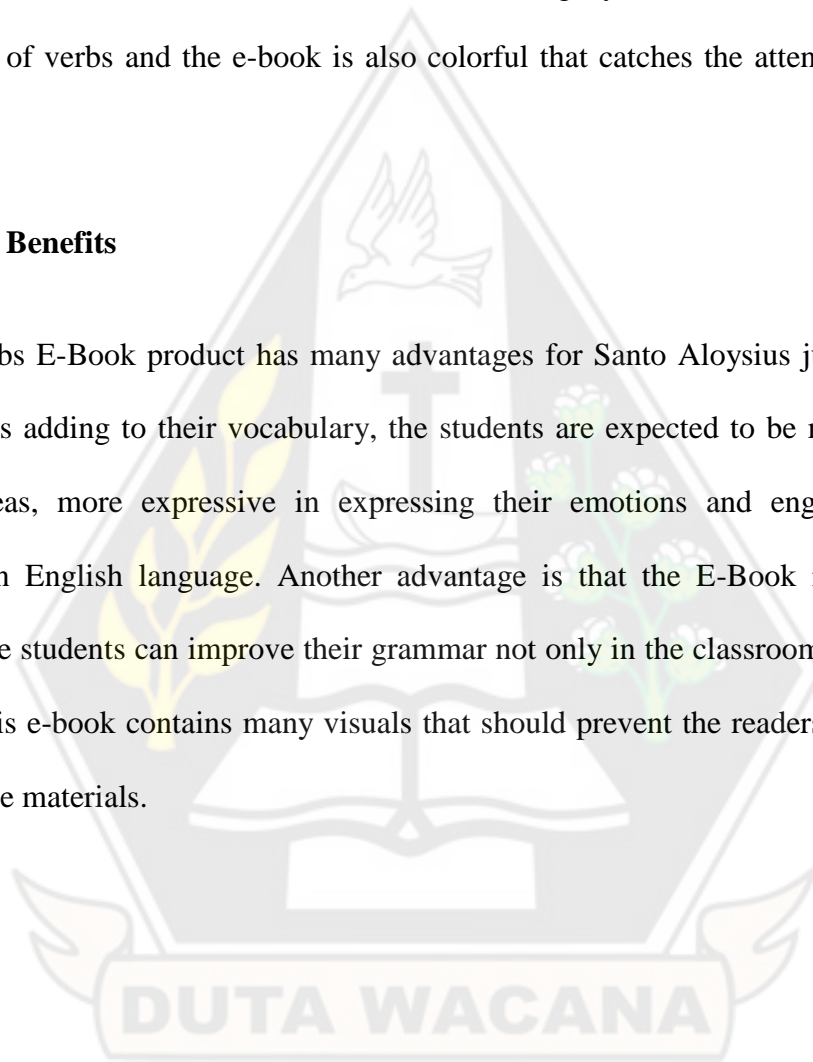 of verbs and the e-book is also colorful that catches the atten
Benefits
bs E-Book product has many advantages for Santo Aloysius
s adding to their vocabulary, the students are expected to be
eas, more expressive in expressing their emotions and eng
n English language. Another advantage is that the E-Book
e students can improve their grammar not only in the classroom
is e-book contains many visuals that should prevent the readers
e materials.
DUTA WACANA